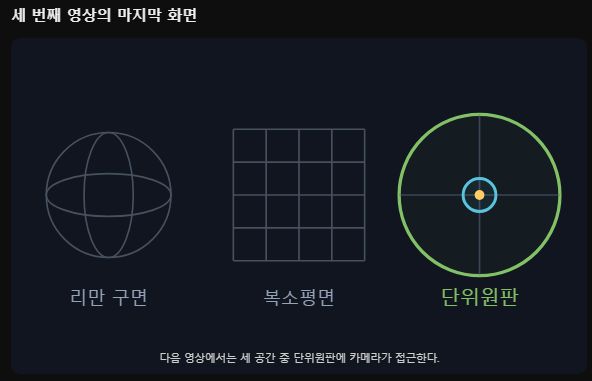 세 번째 영상의 마지막 화면
리만 구면
복소평면
단위원판
다음 영상에서는 세 공간 중 단위원판에 카메라가 접근한다.